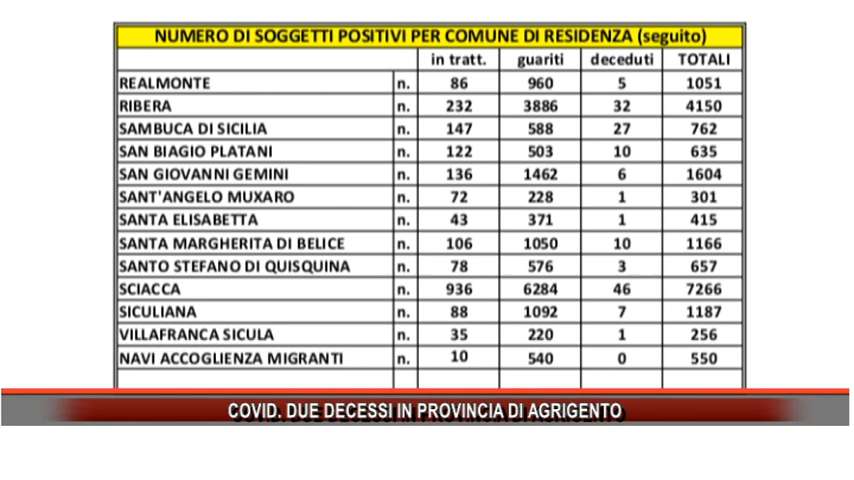 NUMERO DI SOGGETTI POSITIVI PER COMUNE DI RESIDENZA (seguito)
in tratt. guariti deceduti TOTALI
REALMONTE n. 86 960 5 1051
RIBERA n. 232 3886 32 4150
SAMBUCA DI SICILIA n. 147 588 27 762
SAN BIAGIO PLATANI n. 122 503 10 635
SAN GIOVANNI GEMINI n. 136 1462 6 1604
SANT'ANGELO MUXARO n. 72 228 1 301
SANTA ELISABETTA n. 43 371 1 415
SANTA MARGHERITA DI BELICE n. 106 1050 10 1166
SANTO STEFANO DI QUISQUINA n. 78 576 3 657
SCIACCA n. 936 6284 46 7266
SICULIANA n. 88 1092 7 1187
VILLAFRANCA SICULA n. 35 220 1 256
NAVI ACCOGLIENZA MIGRANTI n. 10 540 0 550
COVID. DUE DECESSI IN PROVINCIA DI AGRIGENTO